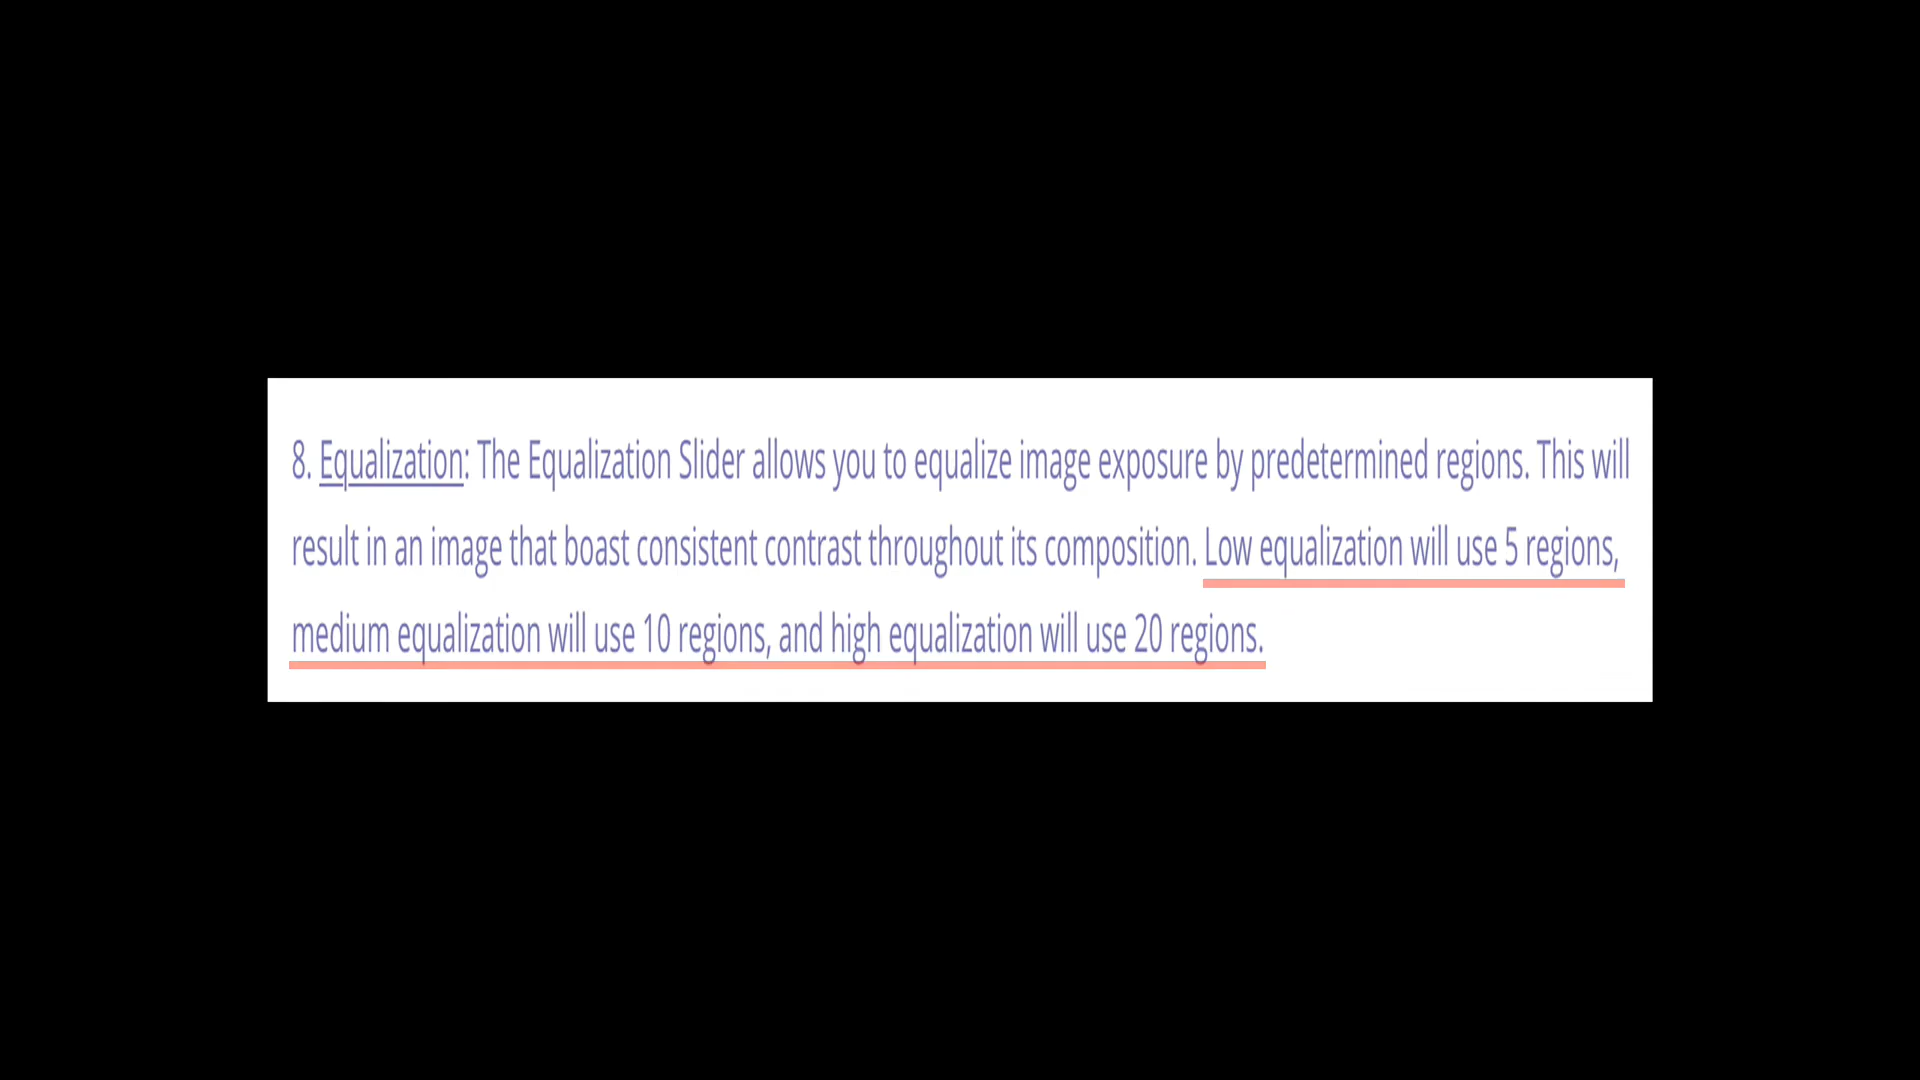 8. Equalization: The Equalization Slider allows you to equalize image exposure by predetermined regions. This will
result in an image that boast consistent contrast throughout its composition. Low equalization will use 5 regions,
medium equalization will use 10 regions, and high equalization will use 20 regions.